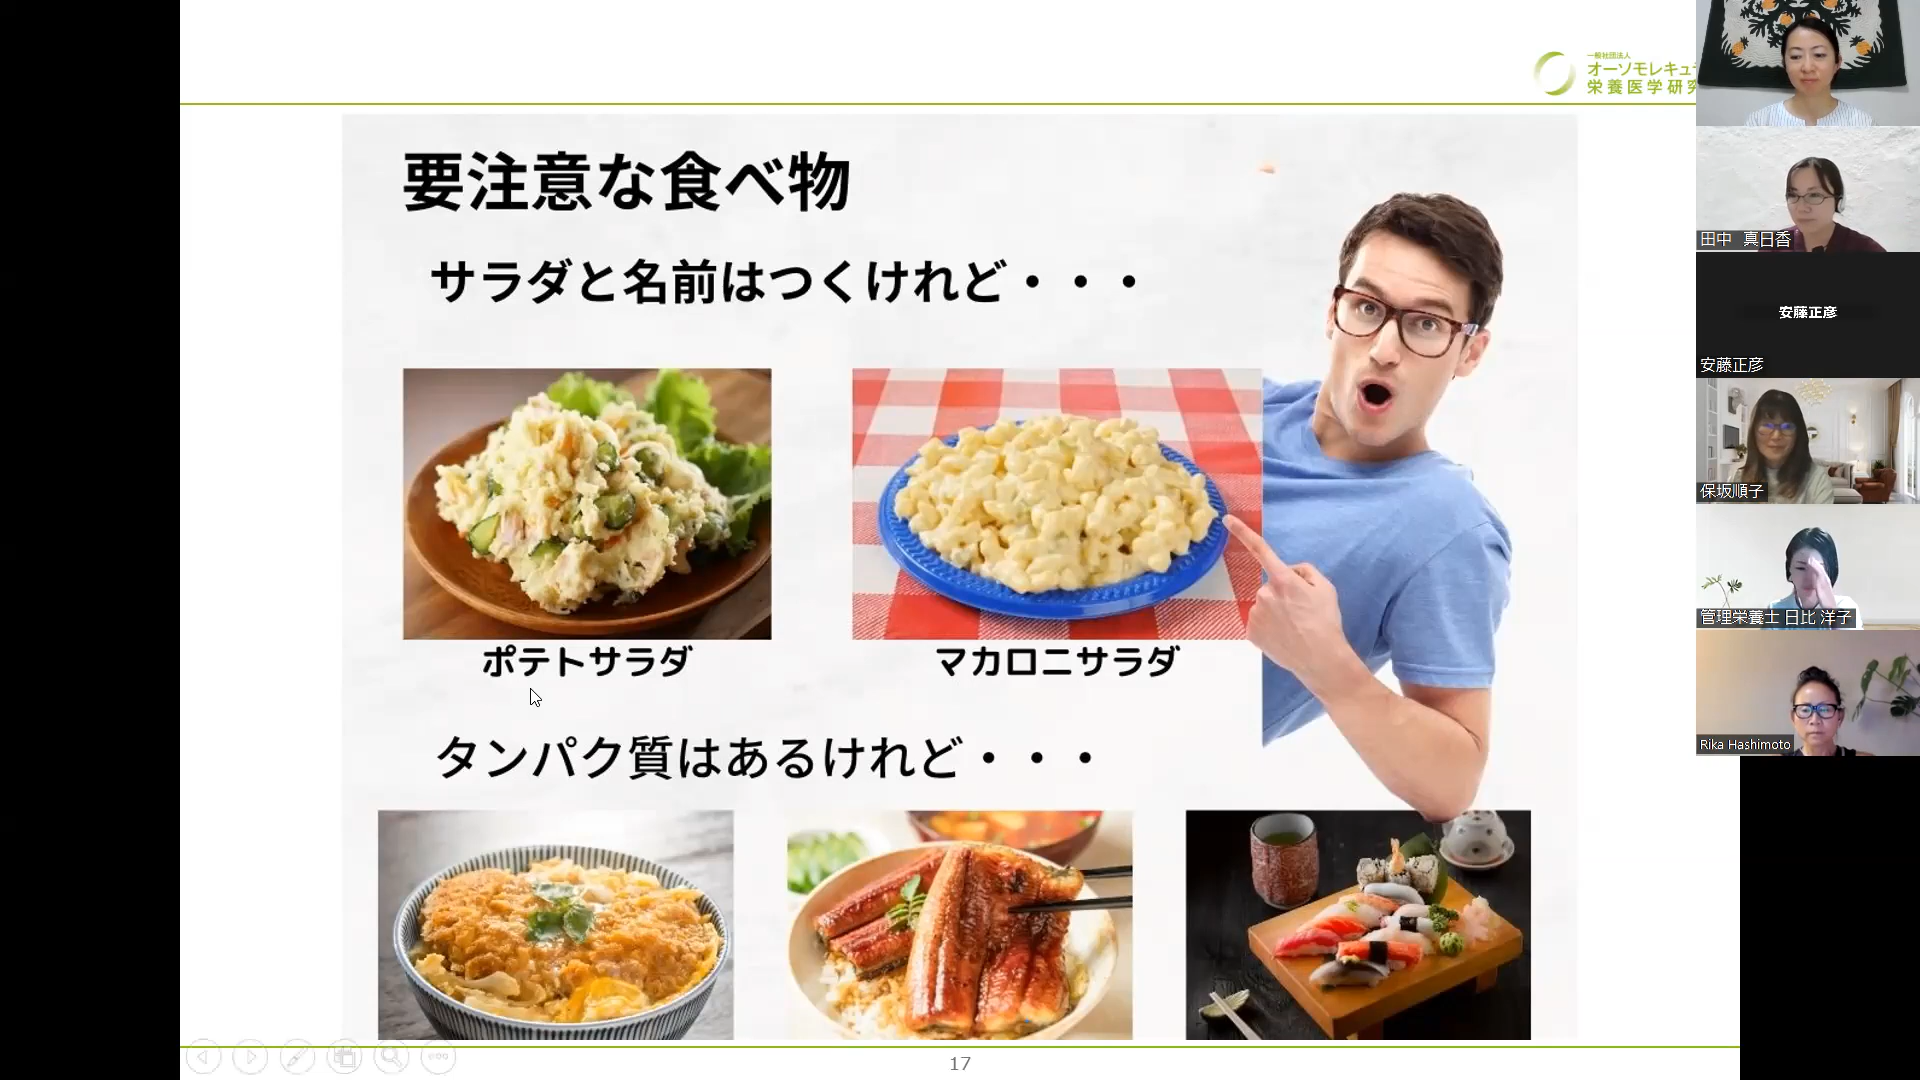 一般社団法人
オーソモレキュ
栄養医学研究
要注意な食べ物
サラダと名前はつくけれど・・・
ポテトサラダ
マカロニサラダ
タンパク質はあるけれど・・・
17
田中 真日香
安藤正彦
安藤正彦
保坂順子
管理栄養士 日比 洋子
Rika Hashimoto